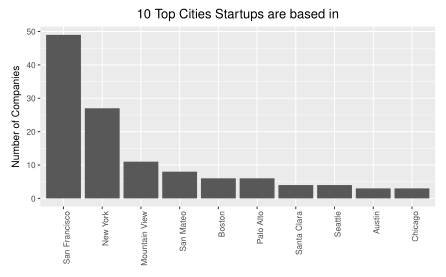 10 Top Cities Startups are based in
Number of Companies
50
40
30
20
10
0
San Francisco
New York
Mountain View
San Mateo
Boston
Palo Alto
Santa Clara
Seattle
Austin
Chicago